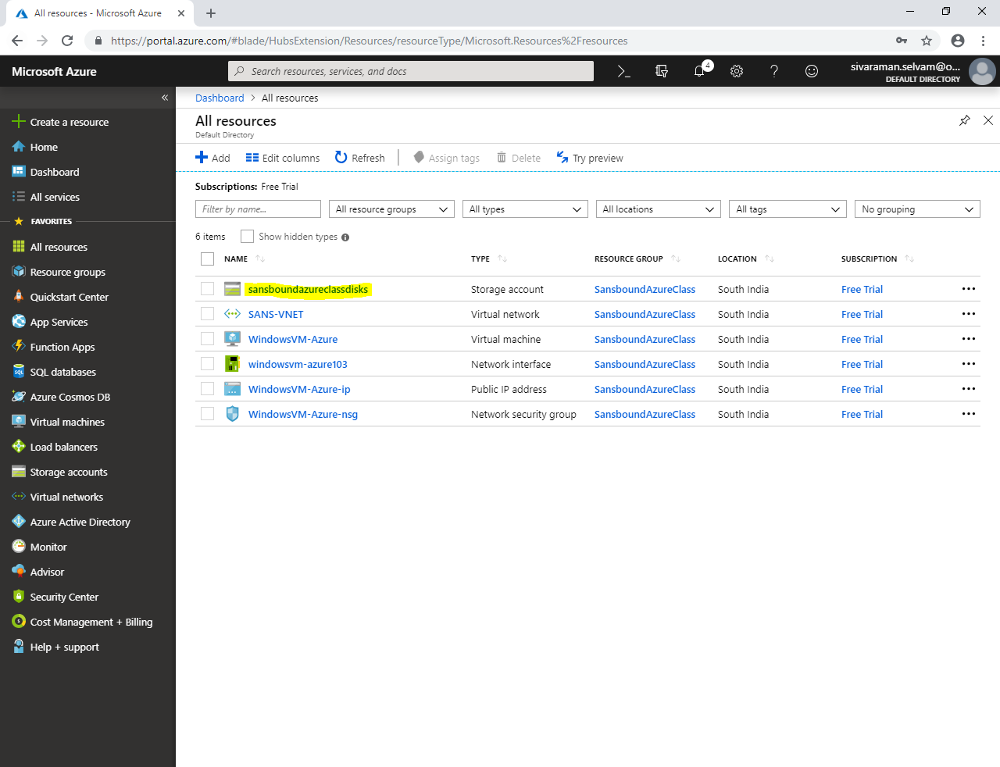 All resources - Microsoft Azure
https://portal.azure.com/#blade/HubsExtension/Resources/resourceType/Microsoft.Resources%2Fresources
Microsoft Azure
Search resources, services, and docs
4
sivaraman.selvam@o...
DEFAULT DIRECTORY
Create a resource
Home
Dashboard
All services
FAVORITES
All resources
Resource groups
Quickstart Center
App Services
Function Apps
SQL databases
Azure Cosmos DB
Virtual machines
Load balancers
Storage accounts
Virtual networks
Azure Active Directory
Monitor
Advisor
Security Center
Cost Management + Billing
Help + support
Dashboard > All resources
All resources
Default Directory
Add Edit columns Refresh Assign tags Delete Try preview
Subscriptions: Free Trial
Filter by name... All resource groups All types All locations All tags No grouping
6 items Show hidden types
NAME TYPE RESOURCE GROUP LOCATION SUBSCRIPTION
sansboundazureclassdisks Storage account SansboundAzureClass South India Free Trial
SANS-VNET Virtual network SansboundAzureClass South India Free Trial
WindowsVM-Azure Virtual machine SansboundAzureClass South India Free Trial
windowsvm-azure103 Network interface SansboundAzureClass South India Free Trial
WindowsVM-Azure-ip Public IP address SansboundAzureClass South India Free Trial
WindowsVM-Azure-nsg Network security group SansboundAzureClass South India Free Trial